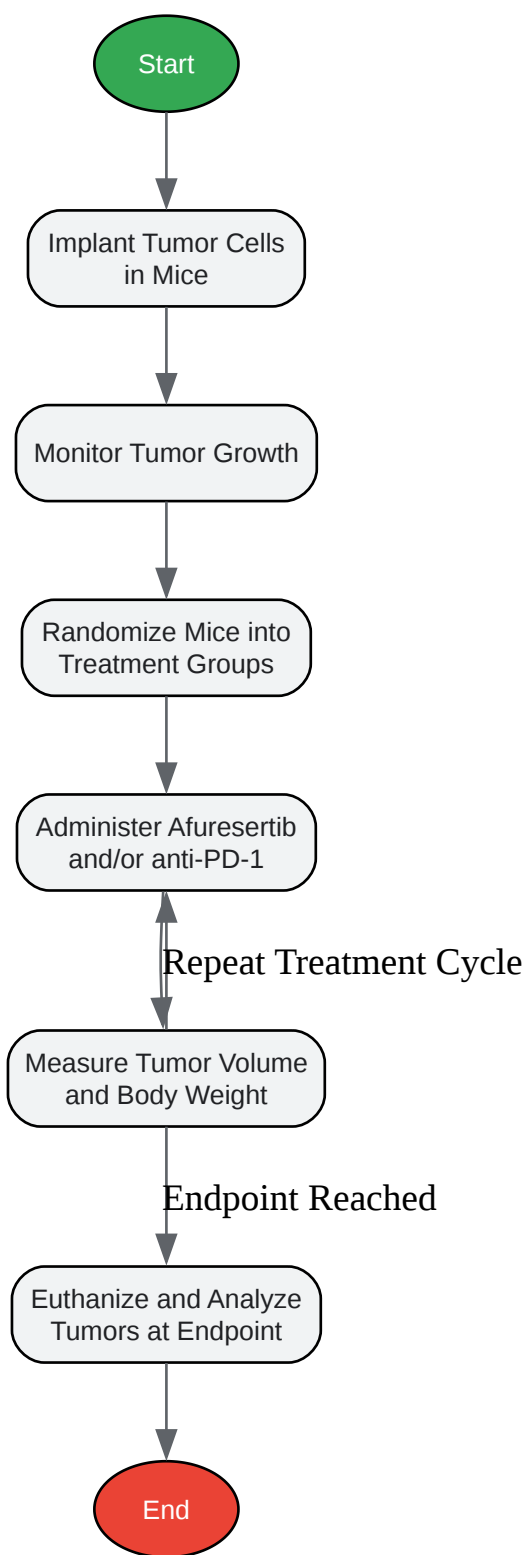 Start
Implant Tumor Cells
in Mice
Monitor Tumor Growth
Randomize Mice into
Treatment Groups
Administer Afuresertib
and/or anti-PD-1
Repeat Treatment Cycle
Measure Tumor Volume
and Body Weight
Endpoint Reached
Euthanize and Analyze
Tumors at Endpoint
End